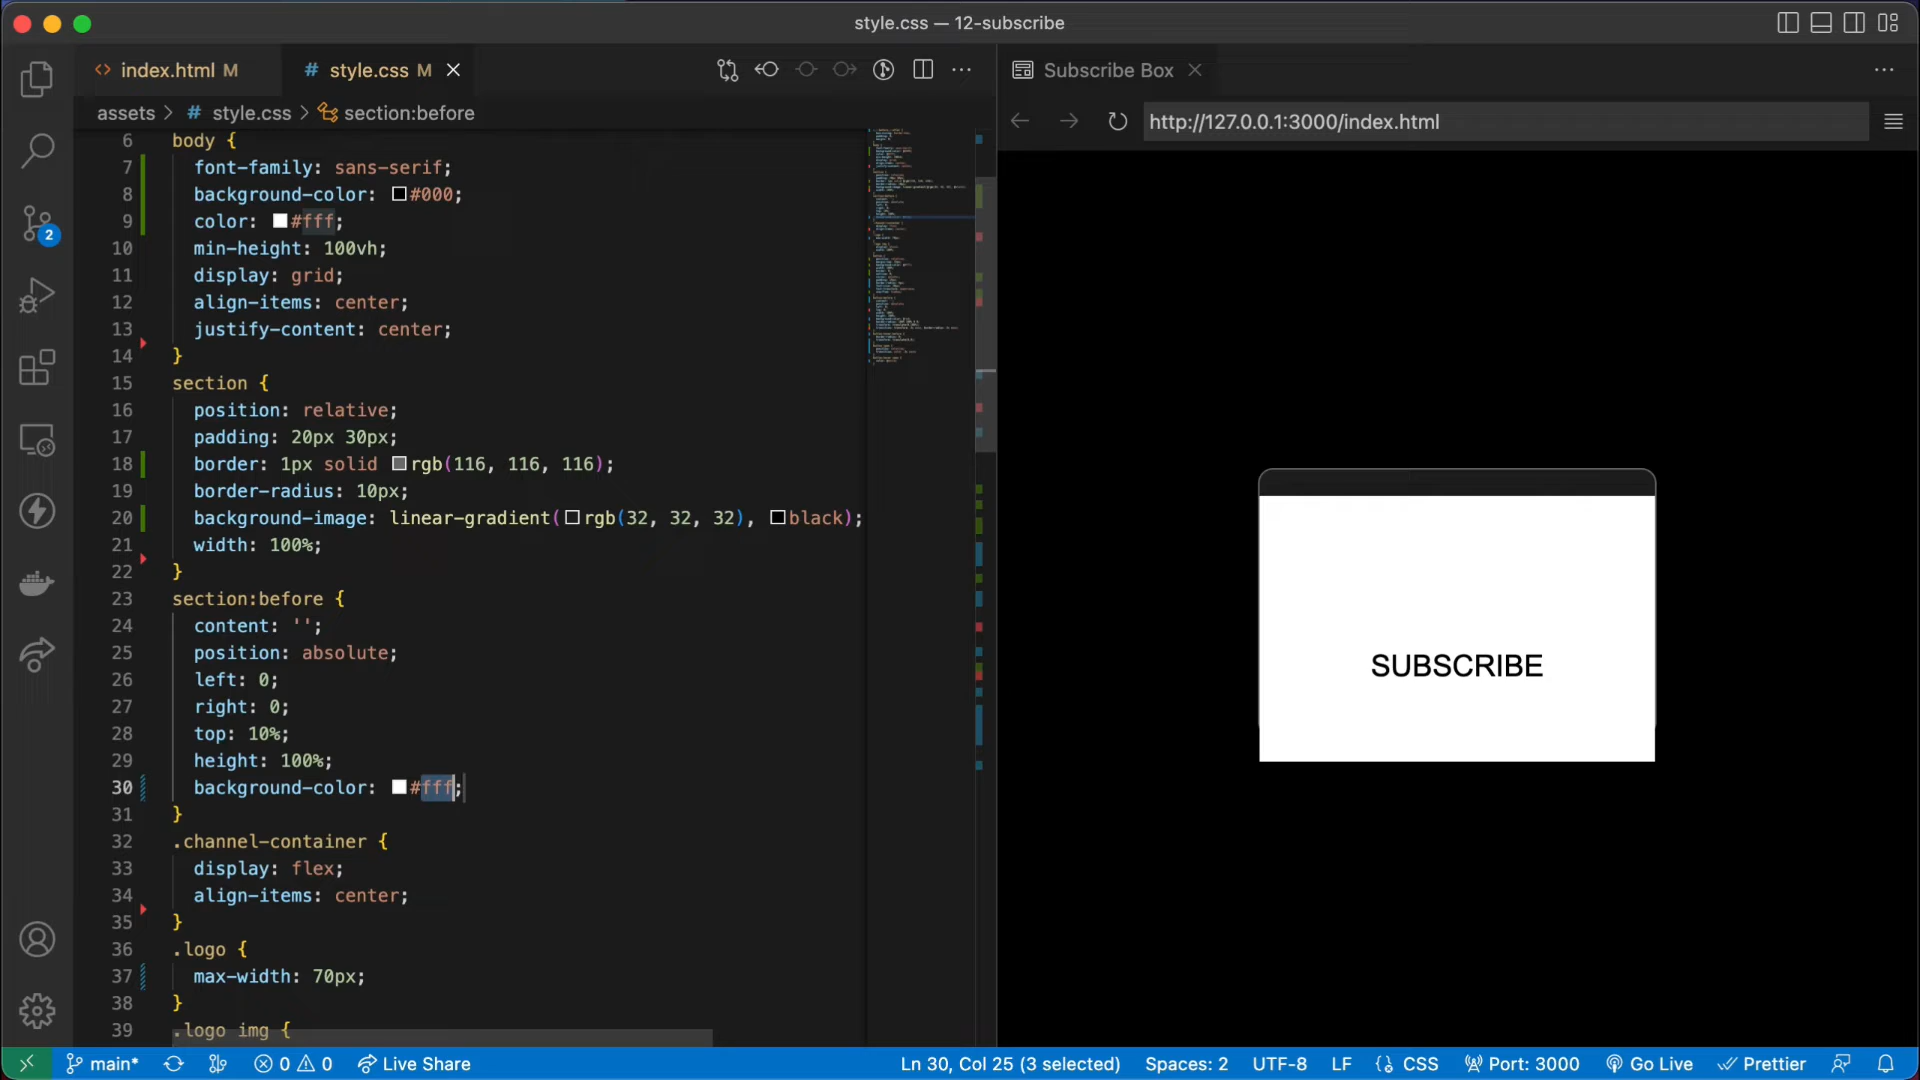 style.css — 12-subscribe
index.html M
style.css M
Subscribe Box
assets > # style.css > section:before
http://127.0.0.1:3000/index.html
6 body {
7 font-family: sans-serif;
8 background-color: #000;
9 color: #fff;
10 min-height: 100vh;
11 display: grid;
12 align-items: center;
13 justify-content: center;
14 }
15 section {
16 position: relative;
17 padding: 20px 30px;
18 border: 1px solid rgb(116, 116, 116);
19 border-radius: 10px;
20 background-image: linear-gradient(rgb(32, 32, 32), black);
21 width: 100%;
22 }
23 section:before {
24 content: '';
25 position: absolute;
26 left: 0;
27 right: 0;
28 top: 10%;
29 height: 100%;
30 background-color: #fff;
31 }
32 .channel-container {
33 display: flex;
34 align-items: center;
35 }
36 .logo {
37 max-width: 70px;
38 }
39 .logo img {
SUBSCRIBE
2
main* 0 0 Live Share Ln 30, Col 25 (3 selected) Spaces: 2 UTF-8 LF CSS Port: 3000 Go Live Prettier